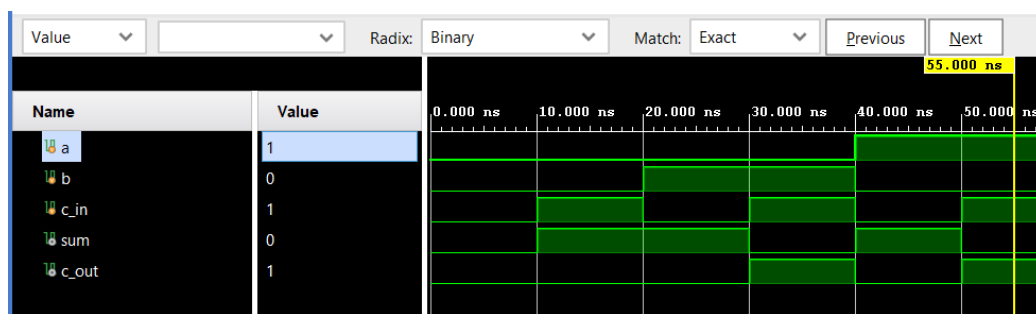 Value Radix: Binary Match: Exact Previous Next
55.000 ns
Name Value 0.000 ns 10.000 ns 20.000 ns 30.000 ns 40.000 ns 50.000 ns
a 1
b 0
c_in 1
sum 0
c_out 1